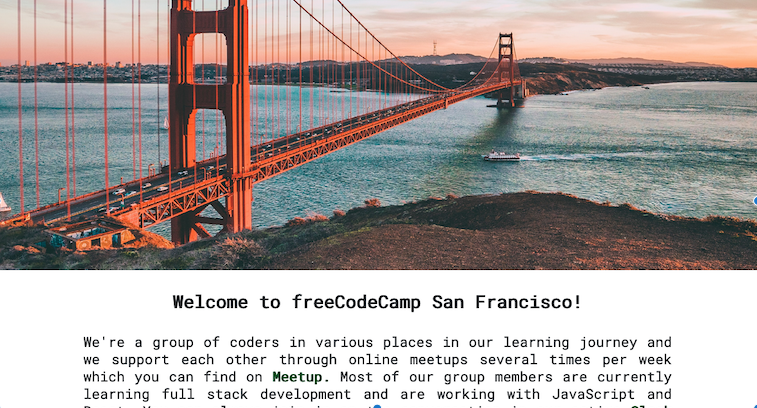 Welcome to freeCodeCamp San Francisco!
We're a group of coders in various places in our learning journey and
we support each other through online meetups several times per week
which you can find on Meetup. Most of our group members are currently
learning full stack development and are working with JavaScript and